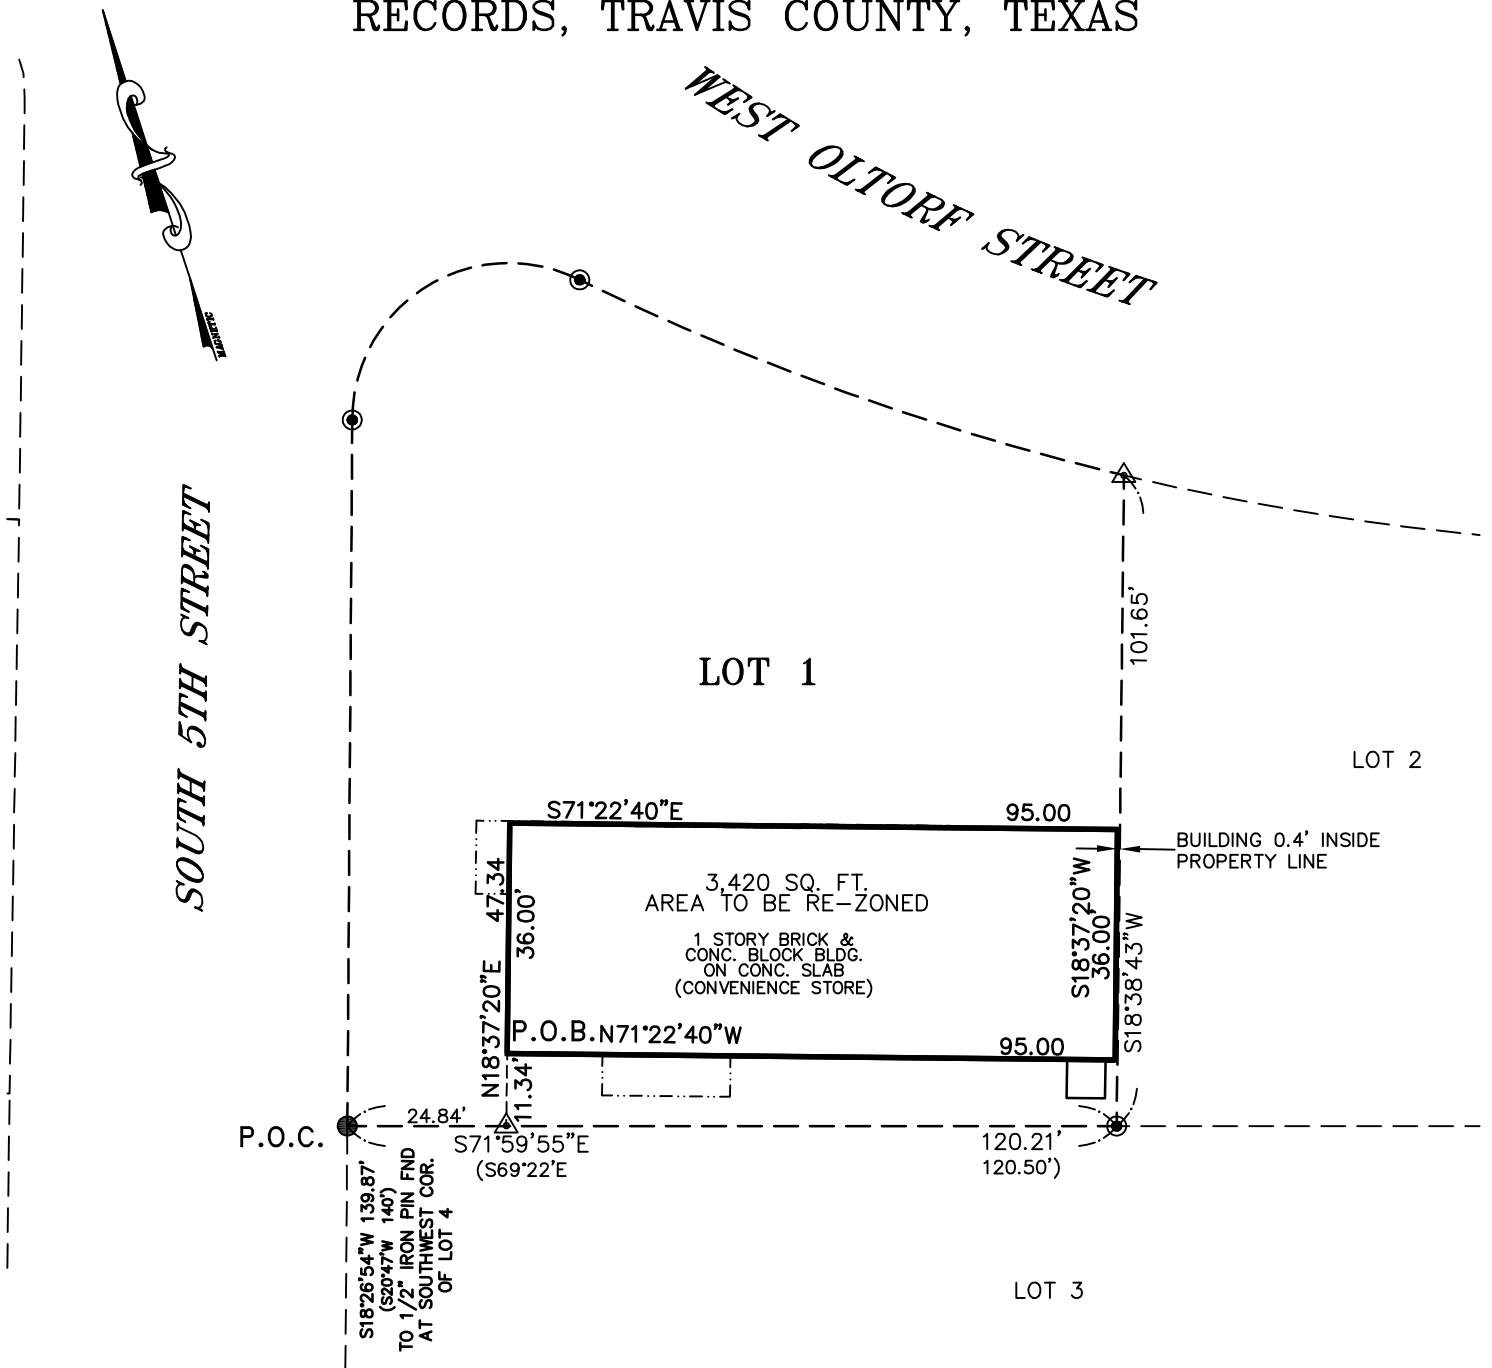 RECORDS, TRAVIS COUNTY, TEXAS
WEST OLTORF STREET
MAGNETIC
SOUTH 5TH STREET
101.65'
LOT 1
LOT 2
S71°22'40"E
95.00
BUILDING 0.4' INSIDE
PROPERTY LINE
3,420 SQ. FT.
AREA TO BE RE-ZONED
1 STORY BRICK &
CONC. BLOCK BLDG.
ON CONC. SLAB
(CONVENIENCE STORE)
N18°37'20"E 47.34
36.00'
S18°37'20"W
36.00'
S18°38'43"W
P.O.B.
N71°22'40"W
95.00
11.34'
P.O.C.
24.84'
S71°59'55"E
120.21'
(S69°22'E
120.50')
S18°26'54"W 139.87'
(S20°47'W 140')
TO 1/2" IRON PIN FND
AT SOUTHWEST COR.
OF LOT 4
LOT 3